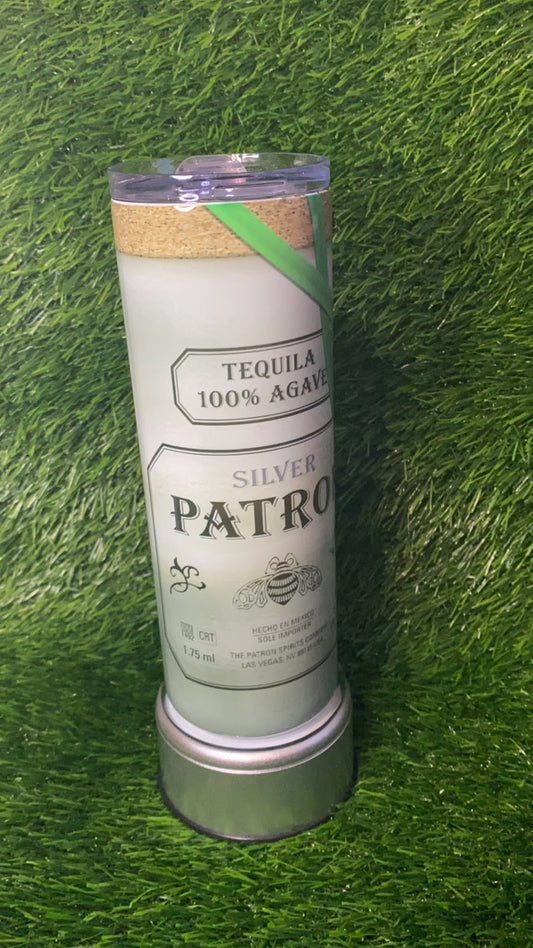 TEQUILA
100% AGAVE
SILVER
PATRO
CRT
1.75 ml
HECHO EN MEXICO
SOLE IMPORTER
THE PATRON SPIRITS COMPANY
LAS VEGAS, NV